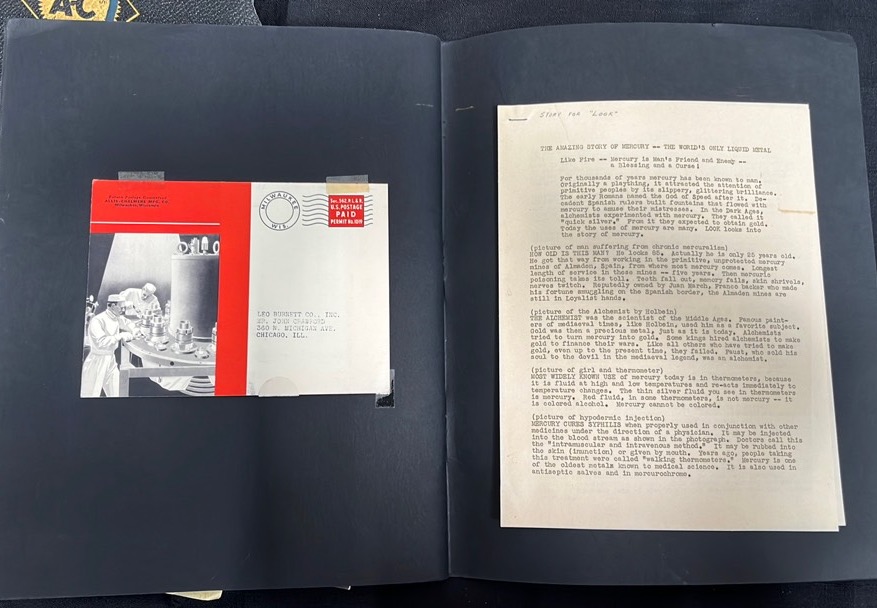 A-C
ALLIS-CHALMERS MFG. CO.
Milwaukee, Wisconsin
MILWAUKEE
WIS.
Sec. 562, P. L. & R.
U.S. POSTAGE
PAID
PERMIT No. 1011
LEO BURNETT CO., INC.
MR. JOHN CRAWFORD
360 N. MICHIGAN AVE.
CHICAGO, ILL.
STORY FOR "LOOK"
THE AMAZING STORY OF MERCURY -- THE WORLD'S ONLY LIQUID METAL
Like Fire -- Mercury is Man's Friend and Enemy --
a Blessing and a Curse!
For thousands of years mercury has been known to man.
Originally a plaything, it attracted the attention of
primitive peoples by its slippery, glittering brilliance.
The early Romans named the God of Speed after it. De-
cadent Spanish rulers built fountains that flowed with
mercury to amuse their mistresses. In the Dark Ages,
alchemists experimented with mercury. They called it
"quick silver." From it they expected to obtain gold.
Today the uses of mercury are many. LOOK looks into
the story of mercury.
(picture of man suffering from chronic mercurelism)
HOW OLD IS THIS MAN? He looks 65. Actually he is only 25 years old.
He got that way from working in the primitive, unprotected mercury
mines of Almaden, Spain, from where most mercury comes. Longest
length of service in these mines -- five years. Then mercuric
poisoning takes its toll. Teeth fall out, memory fails, skin shrivels,
nerves twitch. Reputedly owned by Juan March, Franco backer who made
his fortune smuggling on the Spanish border, the Almaden mines are
still in Loyalist hands.
(picture of the Alchemist by Holbein)
THE ALCHEMIST was the scientist of the Middle Ages. Famous paint-
ers of mediaeval times, like Holbein, used him as a favorite subject.
Gold was then a precious metal, just as it is today. Alchemists
tried to turn mercury into gold. Some kings hired alchemists to make
gold to finance their wars. Like all others who have tried to make
gold, even up to the present time, they failed. Faust, who sold his
soul to the devil in the mediaeval legend, was an alchemist.
(picture of girl and thermometer)
MOST WIDELY KNOWN USE of mercury today is in thermometers, because
it is fluid at high and low temperatures and re-acts immediately to
temperature changes. The thin silver fluid you see in thermometers
is mercury. Red fluid, in some thermometers, is not mercury -- it
is colored alcohol. Mercury cannot be colored.
(picture of hypodermic injection)
MERCURY CURES SYPHILIS when properly used in conjunction with other
medicines under the direction of a physician. It may be injected
into the blood stream as shown in the photograph. Doctors call this
the "intramuscular and intravenous method." It may be rubbed into
the skin (inunction) or given by mouth. Years ago, people taking
this treatment were called "walking thermometers." Mercury is one
of the oldest metals known to medical science. It is also used in
antiseptic salves and in mercurochrome.